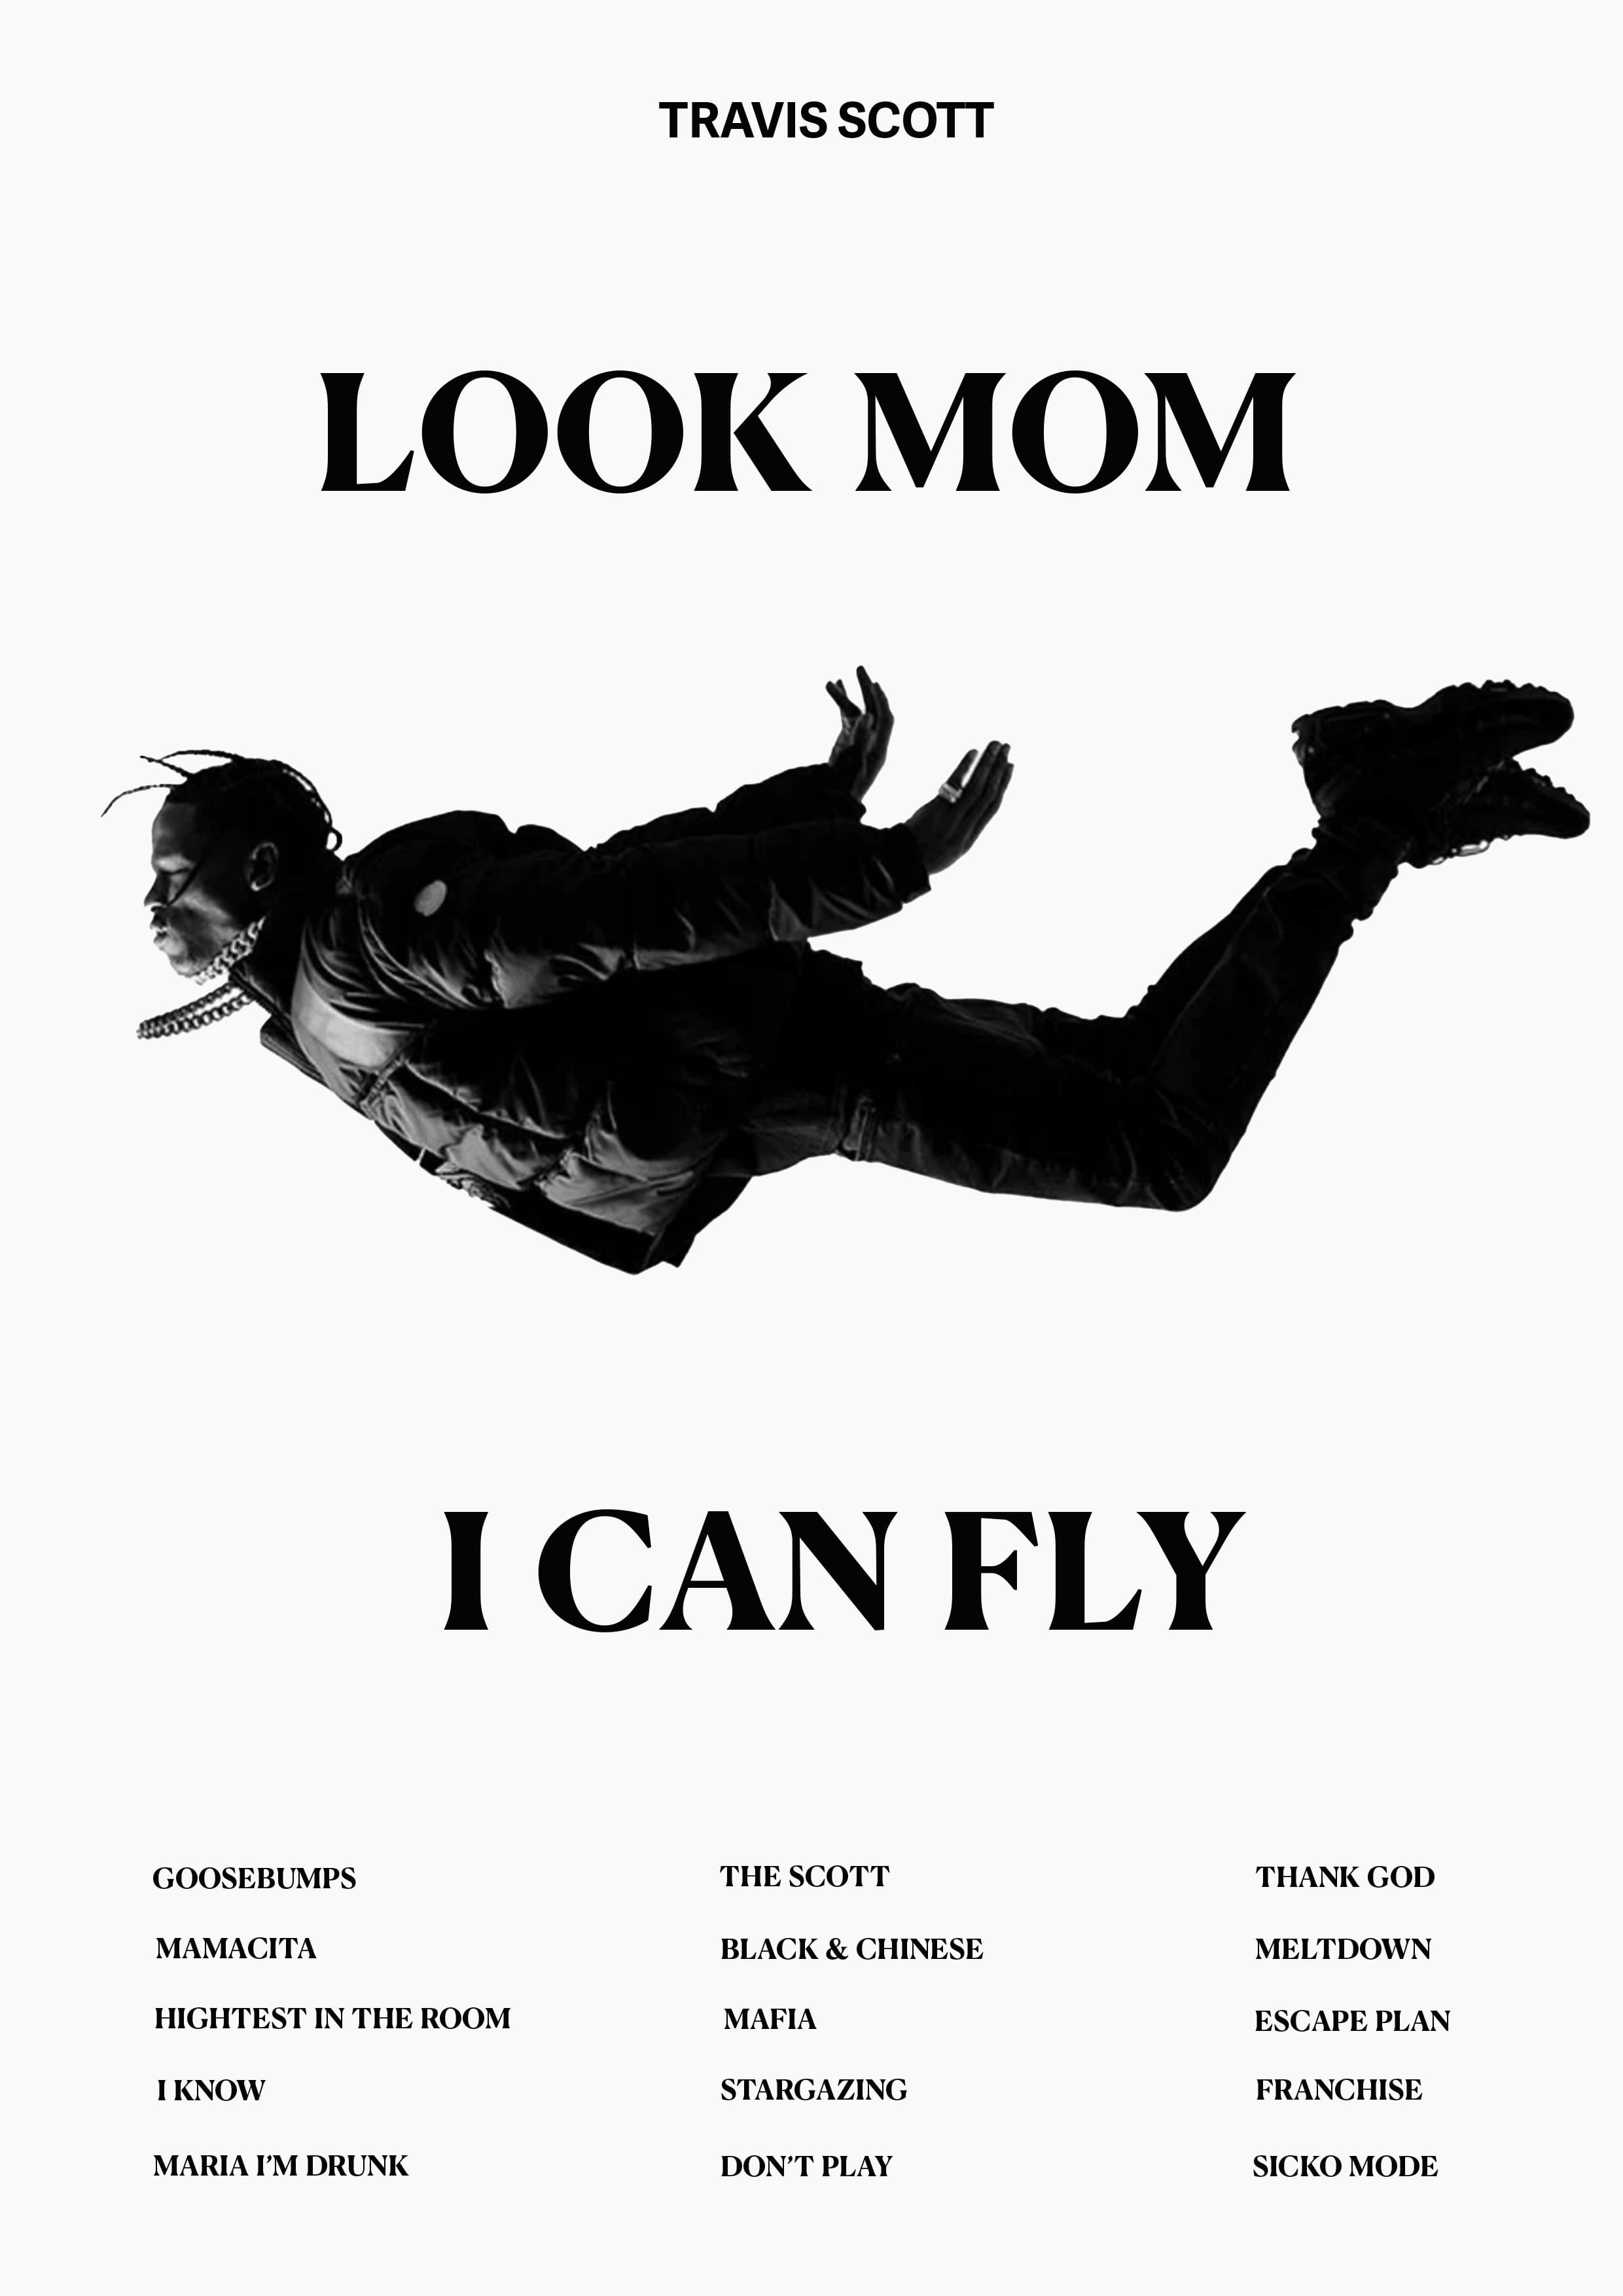 TRAVIS SCOTT
LOOK MOM
I CAN FLY
GOOSEBUMPS
MAMACITA
HIGHTEST IN THE ROOM
I KNOW
MARIA I’M DRUNK
THE SCOTT
BLACK & CHINESE
MAFIA
STARGAZING
DON’T PLAY
THANK GOD
MELTDOWN
ESCAPE PLAN
FRANCHISE
SICKO MODE